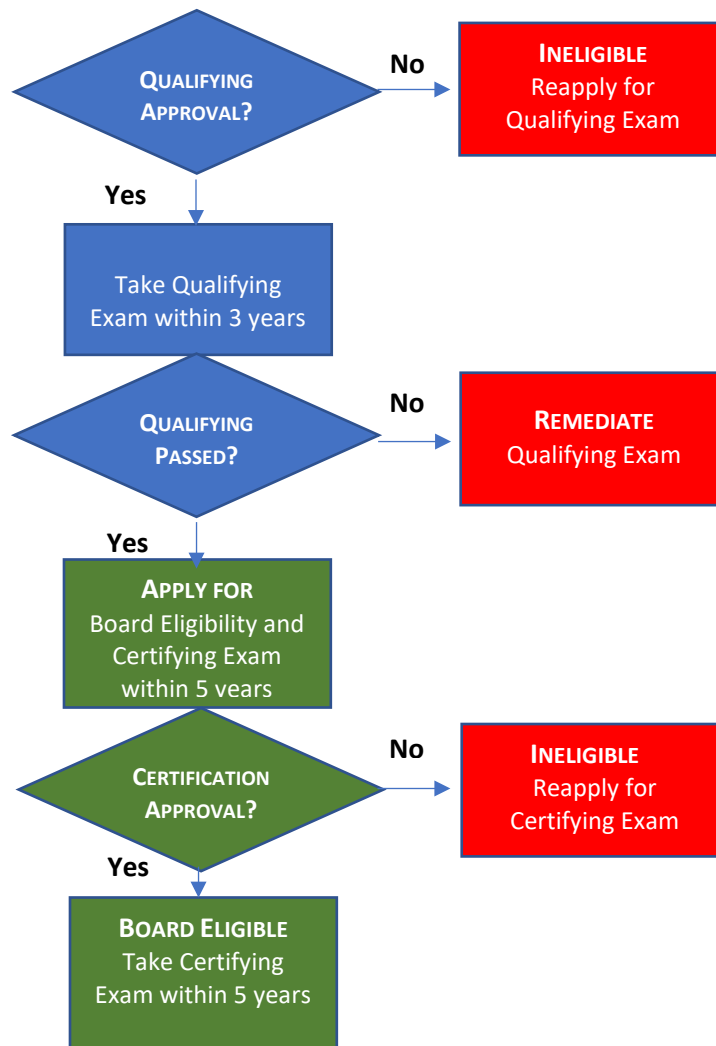 QUALIFYING
APPROVAL?
No
INELIGIBLE
Reapply for
Qualifying Exam
Yes
Take Qualifying
Exam within 3 years
QUALIFYING
PASSED?
No
REMEDIATE
Qualifying Exam
Yes
APPLY FOR
Board Eligibility and
Certifying Exam
within 5 years
CERTIFICATION
APPROVAL?
No
INELIGIBLE
Reapply for
Certifying Exam
Yes
BOARD ELIGIBLE
Take Certifying
Exam within 5 years